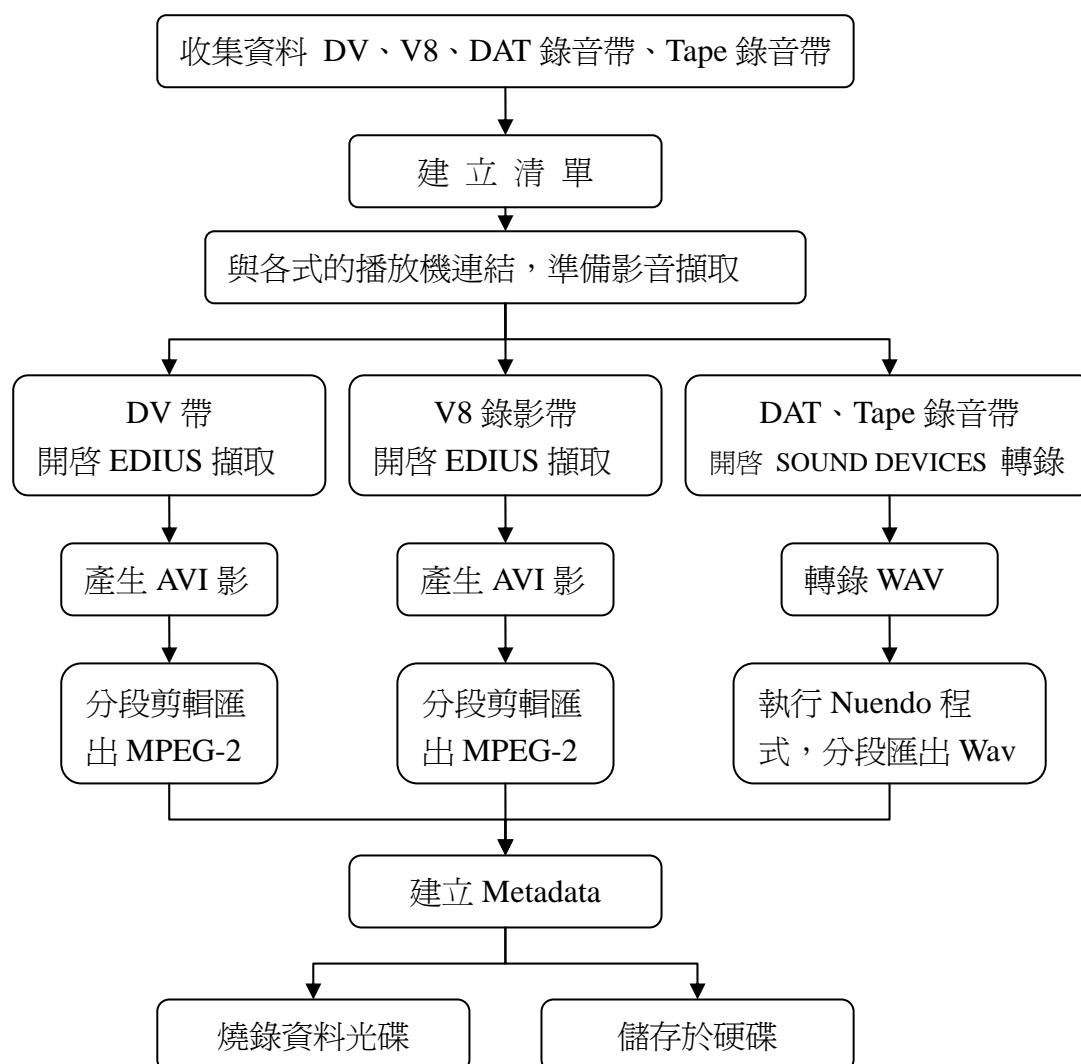 收集資料 DV、V8、DAT 錄音帶、Tape 錄音帶
建 立 清 單
與各式的播放機連結，準備影音擷取
DV 帶
開啓 EDIUS 擷取
V8 錄影帶
開啓 EDIUS 擷取
DAT、Tape 錄音帶
開啓 SOUND DEVICES 轉錄
產生 AVI 影
產生 AVI 影
轉錄 WAV
分段剪輯匯
出 MPEG-2
分段剪輯匯
出 MPEG-2
執行 Nuendo 程
式，分段匯出 Wav
建立 Metadata
燒錄資料光碟
儲存於硬碟